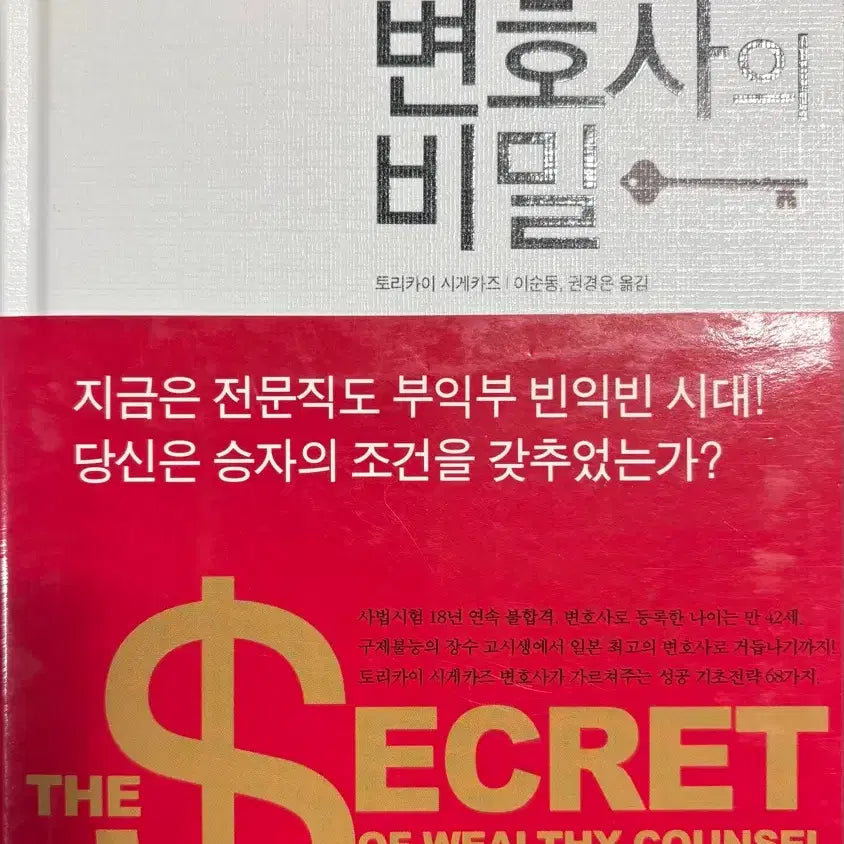 변호사의
비밀
토리카이 시게카즈 | 이순동, 권경은 옮김
지금은 전문직도 부익부 빈익빈 시대!
당신은 승자의 조건을 갖추었는가?
사법시험 18년 연속 불합격. 변호사로 등록한 나이는 만 42세.
구제불능의 장수 고시생에서 일본 최고의 변호사로 거듭나기까지!
토리카이 시게카즈 변호사가 가르쳐주는 성공 기초전략 68가지.
THE $ECRET
OF WEALTHY COUNSEL